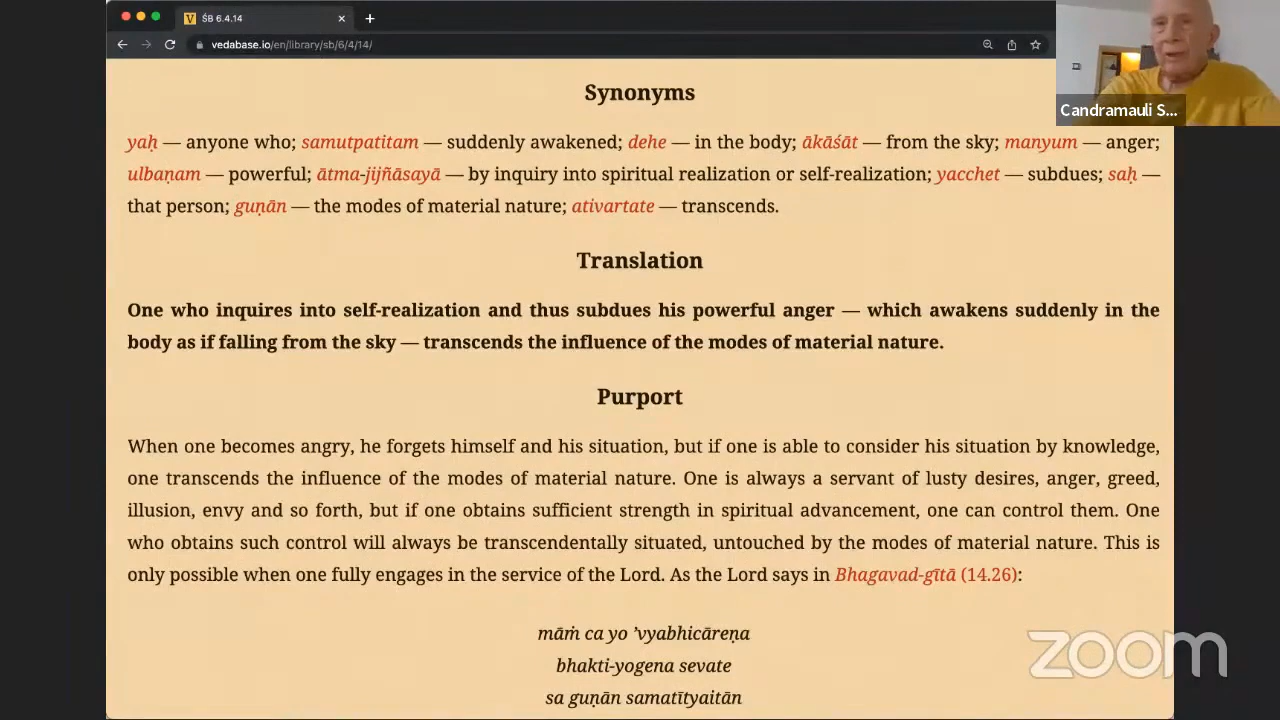 ŚB 6.4.14
vedabase.io/en/library/sb/6/4/14/
Candramauli S...
Synonyms
yaḥ — anyone who; samutpatitam — suddenly awakened; dehe — in the body; ākāśāt — from the sky; manyum — anger;
ulbaṇam — powerful; ātma-jijñāsayā — by inquiry into spiritual realization or self-realization; yacchet — subdues; saḥ —
that person; guṇān — the modes of material nature; ativartate — transcends.
Translation
One who inquires into self-realization and thus subdues his powerful anger — which awakens suddenly in the
body as if falling from the sky — transcends the influence of the modes of material nature.
Purport
When one becomes angry, he forgets himself and his situation, but if one is able to consider his situation by knowledge,
one transcends the influence of the modes of material nature. One is always a servant of lusty desires, anger, greed,
illusion, envy and so forth, but if one obtains sufficient strength in spiritual advancement, one can control them. One
who obtains such control will always be transcendentally situated, untouched by the modes of material nature. This is
only possible when one fully engages in the service of the Lord. As the Lord says in Bhagavad-gītā (14.26):
māṁ ca yo ’vyabhicāreṇa
bhakti-yogena sevate
sa guṇān samatītyaitān
zoom